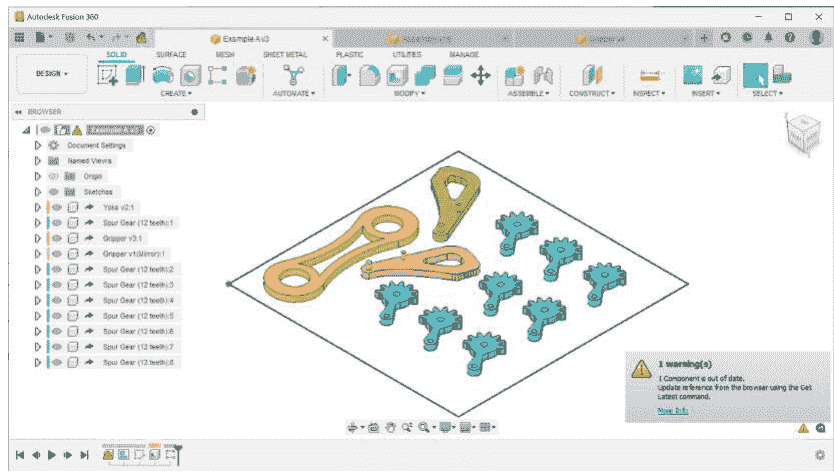 Autodesk Fusion 360
Example A v3
SOLID SURFACE MESH SHEET METAL PLASTIC UTILITIES MANAGE
DESIGN
CREATE AUTOMATE MODIFY ASSEMBLE CONSTRUCT INSPECT INSERT SELECT
BROWSER
Document Settings
Named Views
Origin
Sketches
Yoke v2:1
Spur Gear (12 teeth):1
Gripper v3:1
Gripper v1(Mirror):1
Spur Gear (12 teeth):2
Spur Gear (12 teeth):3
Spur Gear (12 teeth):4
Spur Gear (12 teeth):5
Spur Gear (12 teeth):6
Spur Gear (12 teeth):7
Spur Gear (12 teeth):8
1 warning(s)
1 Component is out of date.
Update reference from the browser using the Get
Latest command.
More Info